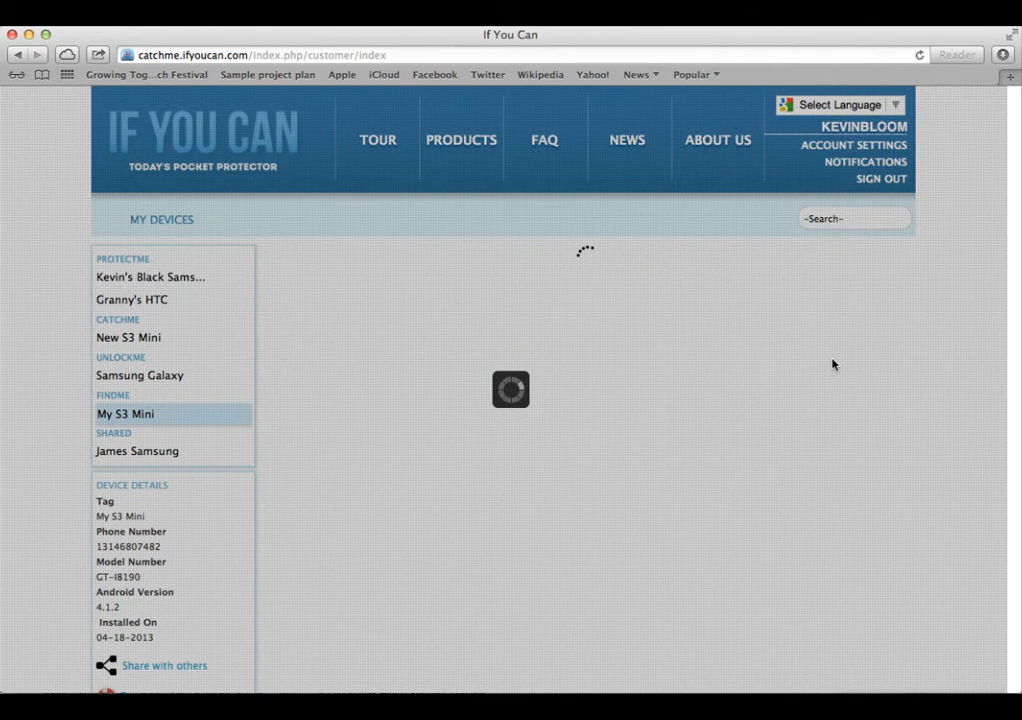 If You Can
catchme.ifyoucan.com/index.php/customer/index
Reader
Growing Tog...ch Festival Sample project plan Apple iCloud Facebook Twitter Wikipedia Yahoo! News Popular
IF YOU CAN
TODAY'S POCKET PROTECTOR
TOUR PRODUCTS FAQ NEWS ABOUT US
Select Language
KEVINBLOOM
ACCOUNT SETTINGS
NOTIFICATIONS
SIGN OUT
MY DEVICES
-Search-
PROTECTME
Kevin's Black Sams...
Granny's HTC
CATCHME
New S3 Mini
UNLOCKME
Samsung Galaxy
FINDME
My S3 Mini
SHARED
James Samsung
DEVICE DETAILS
Tag
My S3 Mini
Phone Number
13146807482
Model Number
GT-I8190
Android Version
4.1.2
Installed On
04-18-2013
Share with others